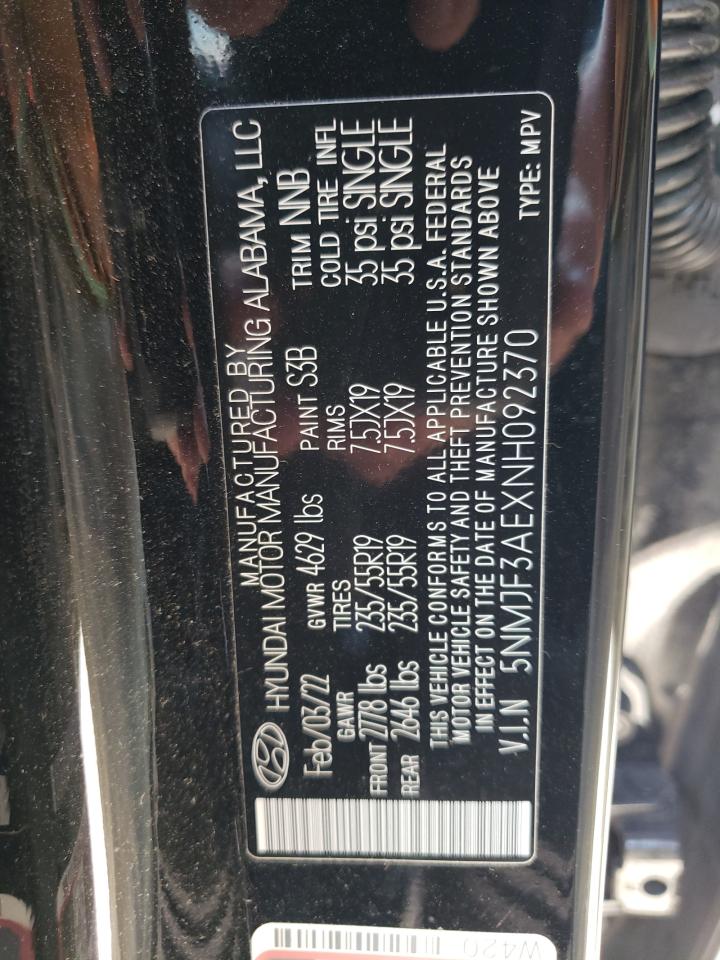 MANUFACTURED BY
HYUNDAI MOTOR MANUFACTURING ALABAMA, LLC
Feb/03/22 GVWR 4629 lbs PAINT S3B TRIM NNB
GAWR TIRES RIMS COLD TIRE INFL
FRONT 2778 lbs 235/55R19 7.5JX19 35 psi SINGLE
REAR 2646 lbs 235/55R19 7.5JX19 35 psi SINGLE
THIS VEHICLE CONFORMS TO ALL APPLICABLE U.S.A. FEDERAL
MOTOR VEHICLE SAFETY AND THEFT PREVENTION STANDARDS
IN EFFECT ON THE DATE OF MANUFACTURE SHOWN ABOVE
V.I.N 5NMJF3AEXNH092370 TYPE: MPV
W420